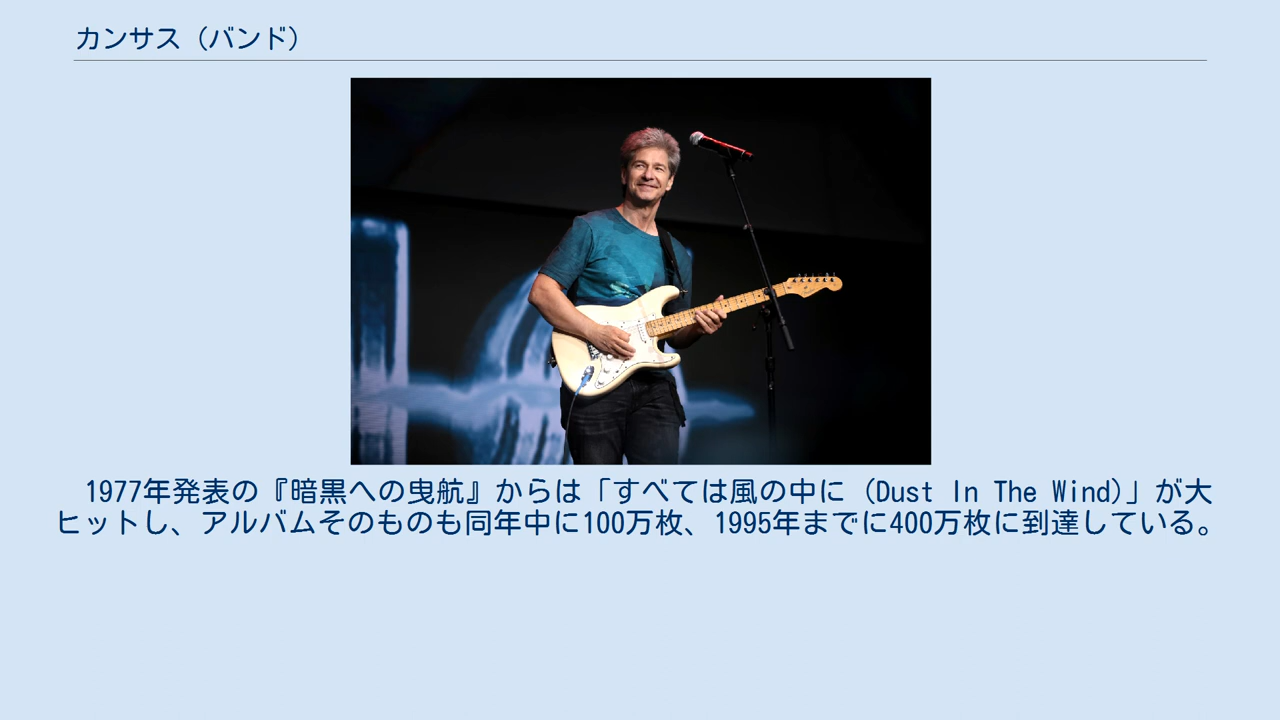 カンサス（バンド）
1977年発表の『暗黒への曳航』からは「すべては風の中に（Dust In The Wind)」が大
ヒットし、アルバムそのものも同年中に100万枚、1995年までに400万枚に到達している。